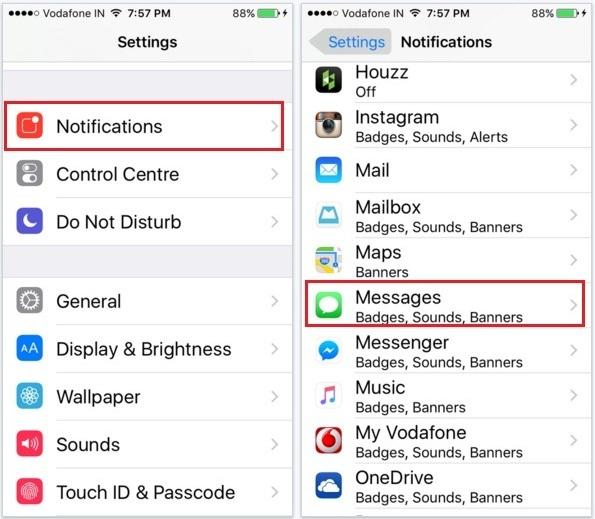 Vodafone IN 7:57 PM 88%
Settings
Notifications
Control Centre
Do Not Disturb
General
AA Display & Brightness
Wallpaper
Sounds
Touch ID & Passcode
Vodafone IN 7:57 PM 88%
Settings Notifications
Houzz
Off
Instagram
Badges, Sounds, Alerts
Mail
Mailbox
Badges, Sounds, Banners
Maps
Banners
Messages
Badges, Sounds, Banners
Messenger
Badges, Sounds, Banners
Music
Badges, Banners
My Vodafone
Badges, Sounds, Banners
OneDrive
Badges, Sounds, Banners